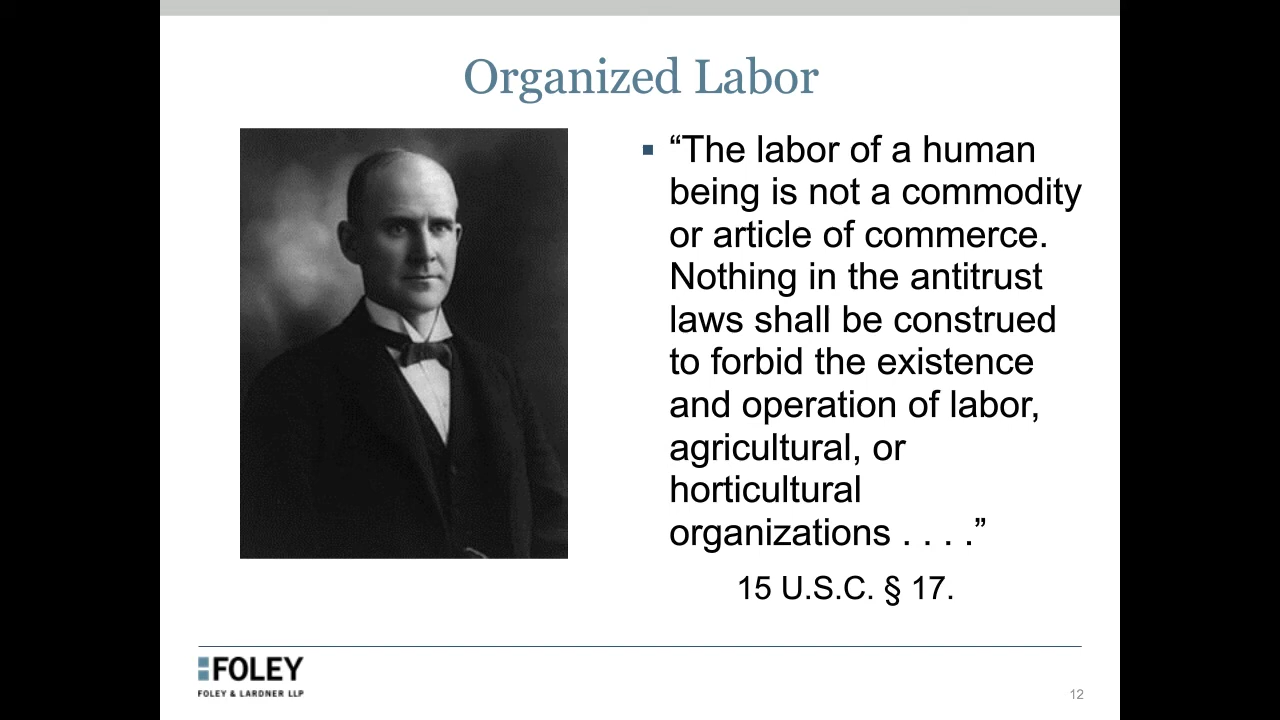 Organized Labor
▪ “The labor of a human
being is not a commodity
or article of commerce.
Nothing in the antitrust
laws shall be construed
to forbid the existence
and operation of labor,
agricultural, or
horticultural
organizations . . . .”
15 U.S.C. § 17.
FOLEY
FOLEY & LARDNER LLP
12